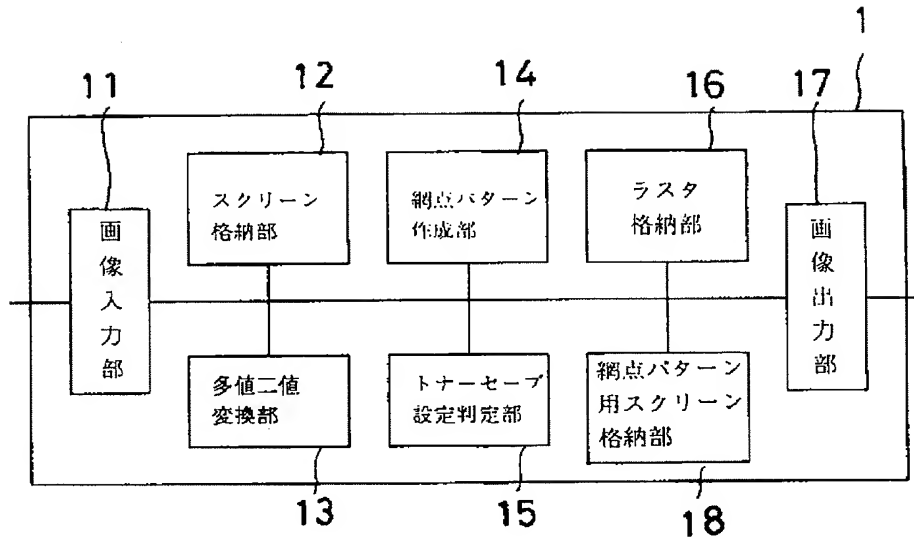 1
11
12
14
16
17
スクリーン
格納部
網点パターン
作成部
ラスタ
格納部
画像入力部
画像出力部
多値二値
変換部
トナーセーブ
設定判定部
網点パターン
用スクリーン
格納部
13
15
18